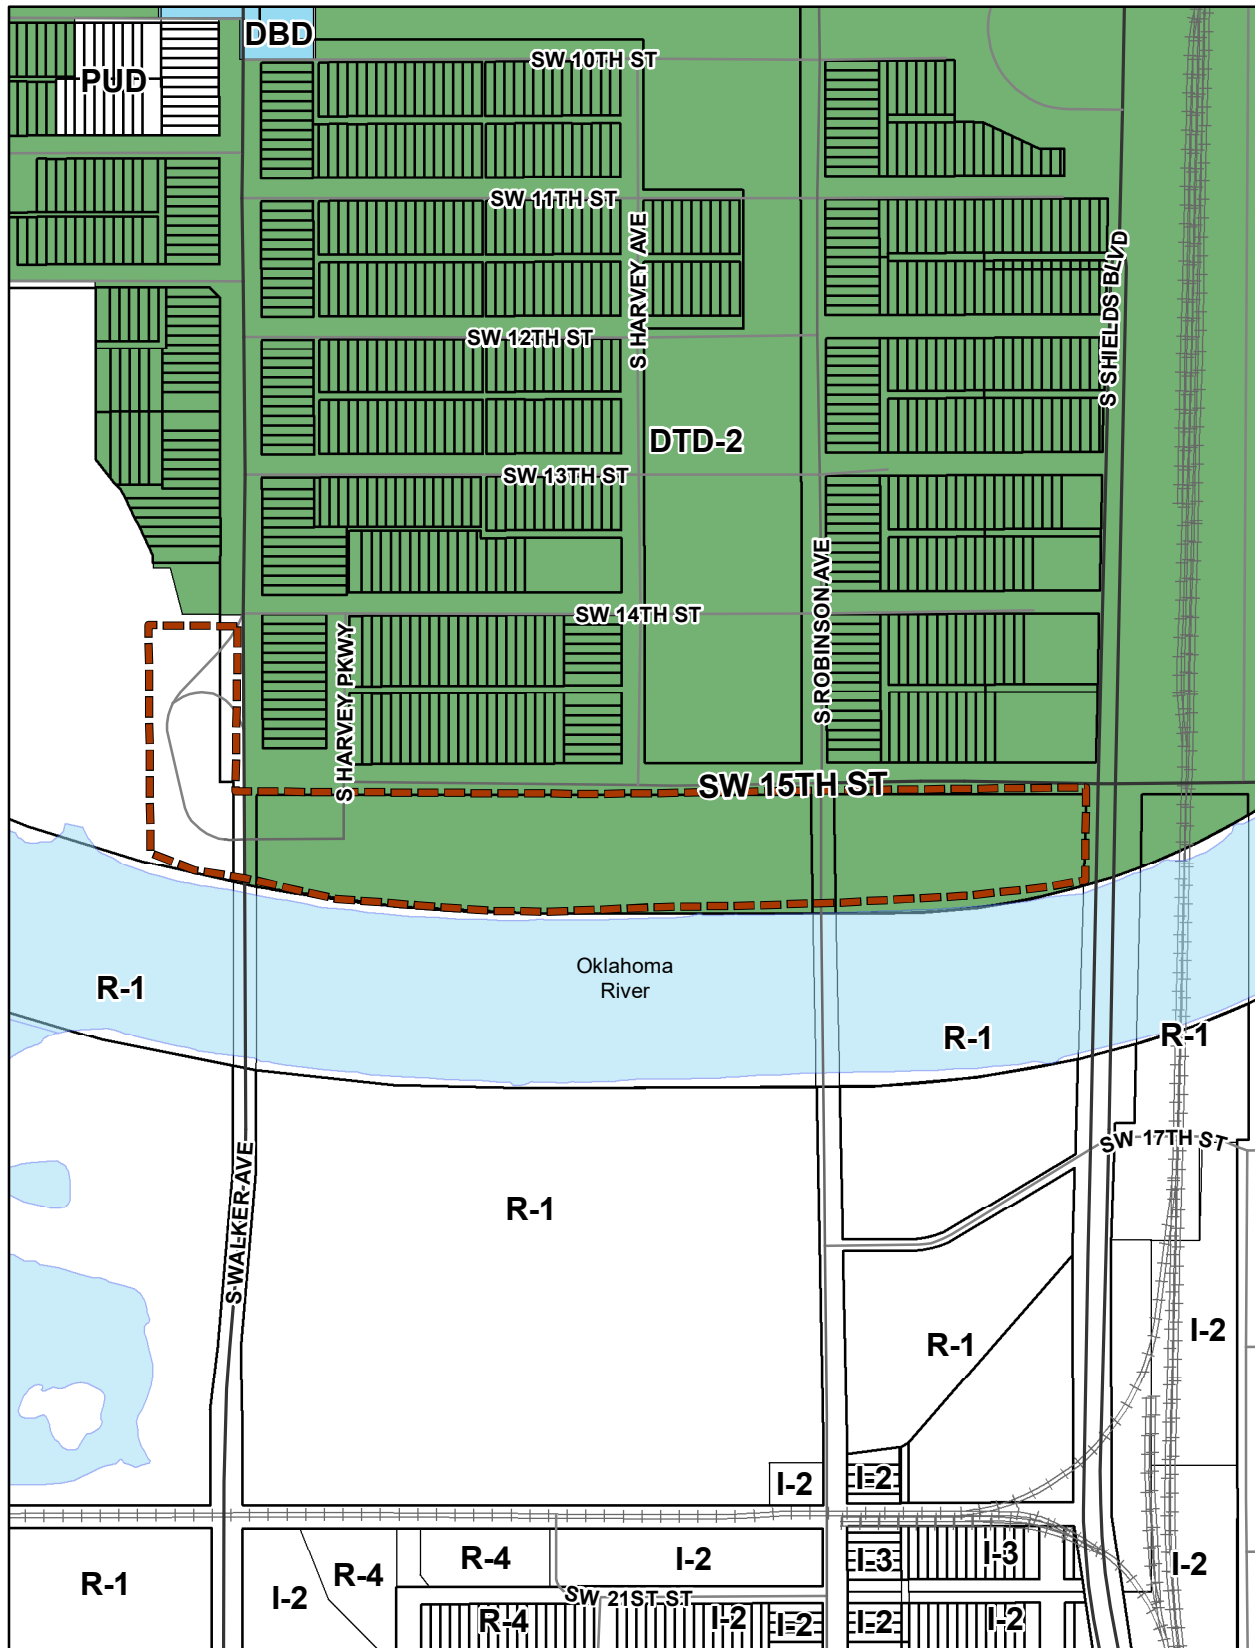 DBD
SW 10TH ST
PUD
SW 11TH ST
S HARVEY AVE
S SHIELDS BLVD
SW 12TH ST
DTD-2
SW 13TH ST
S ROBINSON AVE
SW 14TH ST
S HARVEY PKWY
SW 15TH ST
Oklahoma
River
R-1
R-1
R-1
SW 17TH ST
S WALKER AVE
R-1
I-2
R-1
I-2
I-2
R-4
R-4
I-2
I-3
I-3
I-2
R-1
I-2
SW 21ST ST
R-4
I-2
I-2
I-2
I-2